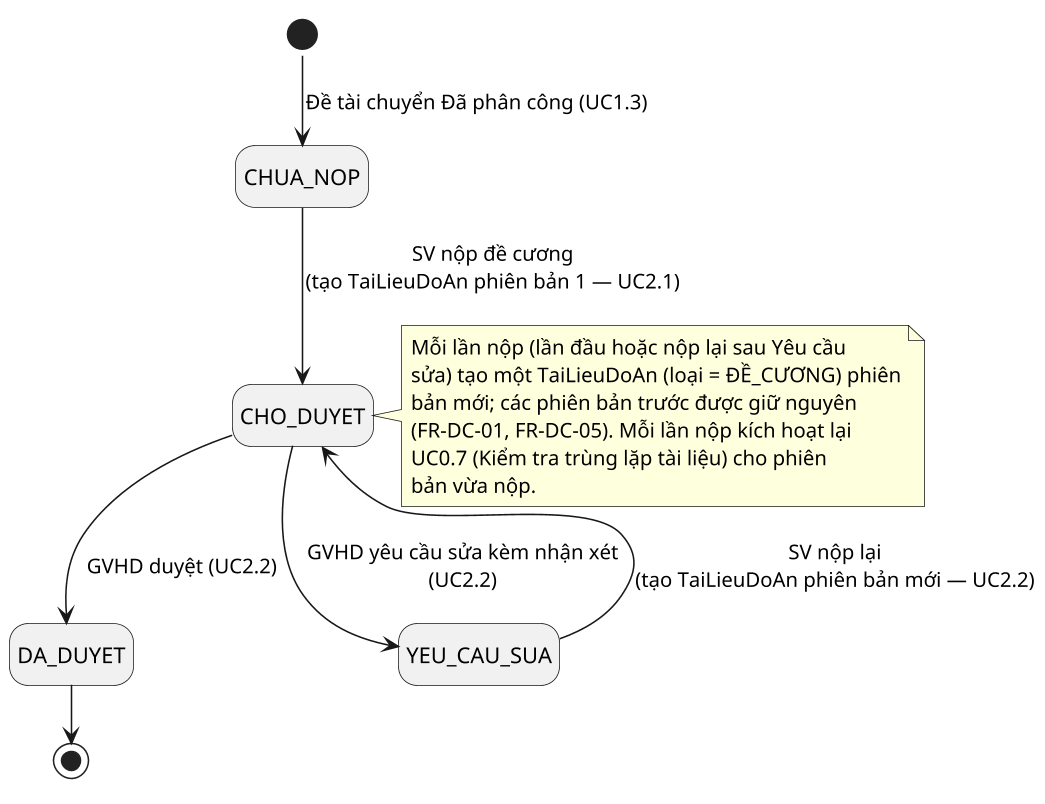 Đề tài chuyển Đã phân công (UC1.3)
CHUA_NOP
SV nộp đề cương
(tạo TaiLieuDoAn phiên bản 1 — UC2.1)
Mỗi lần nộp (lần đầu hoặc nộp lại sau Yêu cầu
sửa) tạo một TaiLieuDoAn (loại = ĐỀ_CƯƠNG) phiên
bản mới; các phiên bản trước được giữ nguyên
(FR-DC-01, FR-DC-05). Mỗi lần nộp kích hoạt lại
UC0.7 (Kiểm tra trùng lặp tài liệu) cho phiên
bản vừa nộp.
CHO_DUYET
GVHD duyệt (UC2.2)
GVHD yêu cầu sửa kèm nhận xét
(UC2.2)
SV nộp lại
(tạo TaiLieuDoAn phiên bản mới — UC2.2)
DA_DUYET
YEU_CAU_SUA